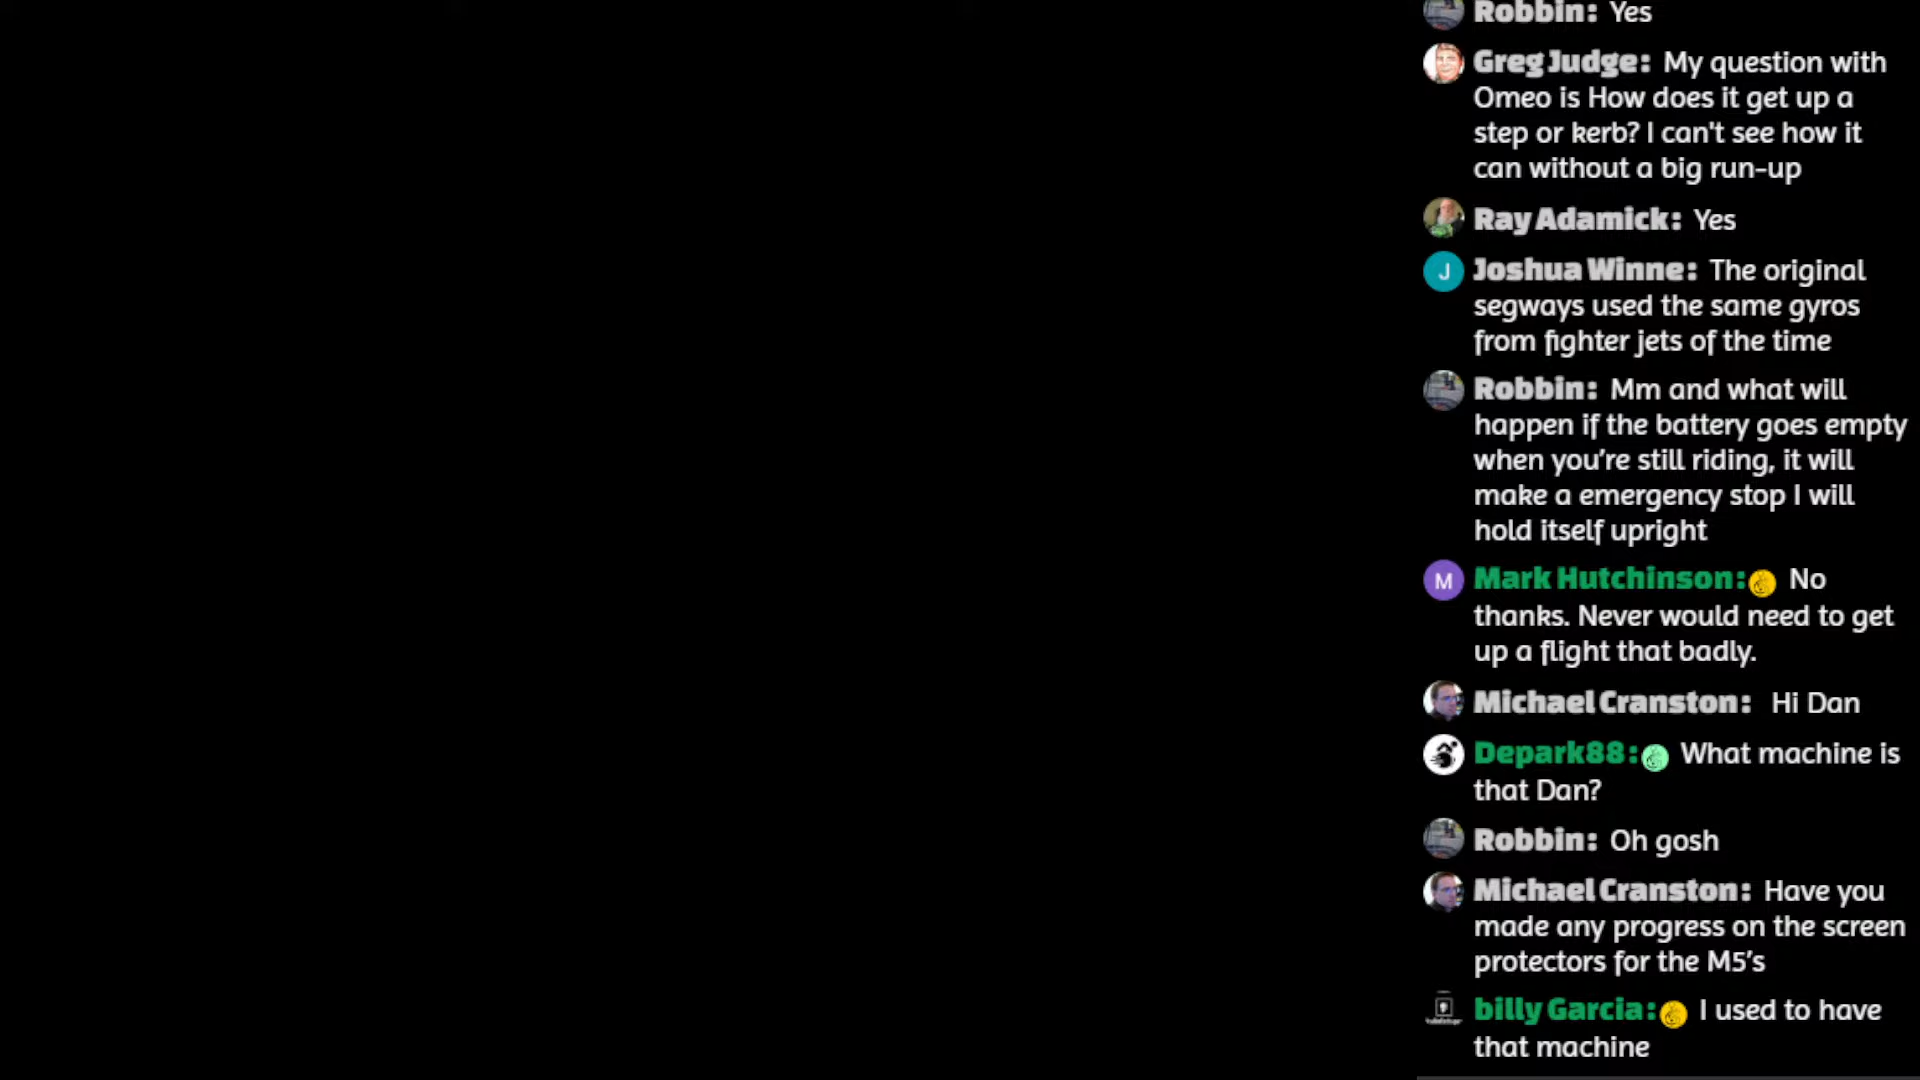 Robbin: Yes
Greg Judge: My question with
Omeo is How does it get up a
step or kerb? I can't see how it
can without a big run-up
Ray Adamick: Yes
J Joshua Winne: The original
segways used the same gyros
from fighter jets of the time
Robbin: Mm and what will
happen if the battery goes empty
when you’re still riding, it will
make a emergency stop I will
hold itself upright
M Mark Hutchinson: No
thanks. Never would need to get
up a flight that badly.
Michael Cranston: Hi Dan
Depark88: What machine is
that Dan?
Robbin: Oh gosh
Michael Cranston: Have you
made any progress on the screen
protectors for the M5’s
billy Garcia: I used to have
that machine